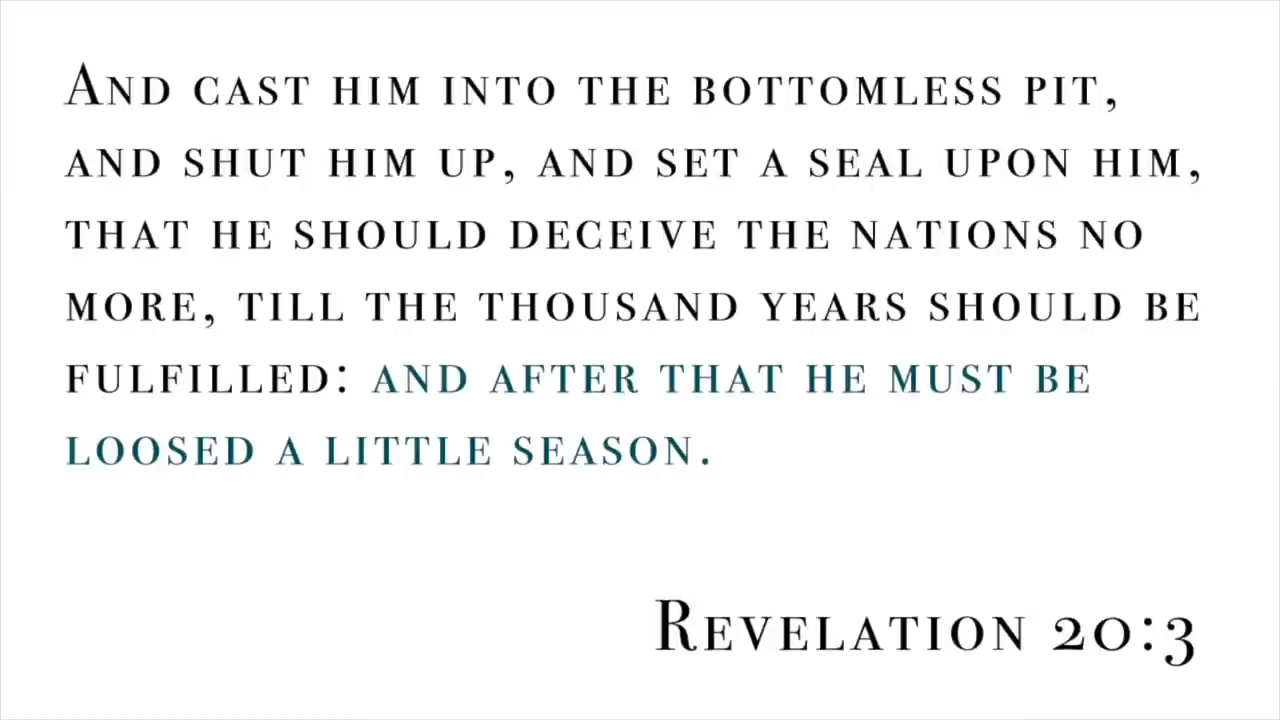 And cast him into the bottomless pit,
and shut him up, and set a seal upon him,
that he should deceive the nations no
more, till the thousand years should be
fulfilled: and after that he must be
loosed a little season.
Revelation 20:3